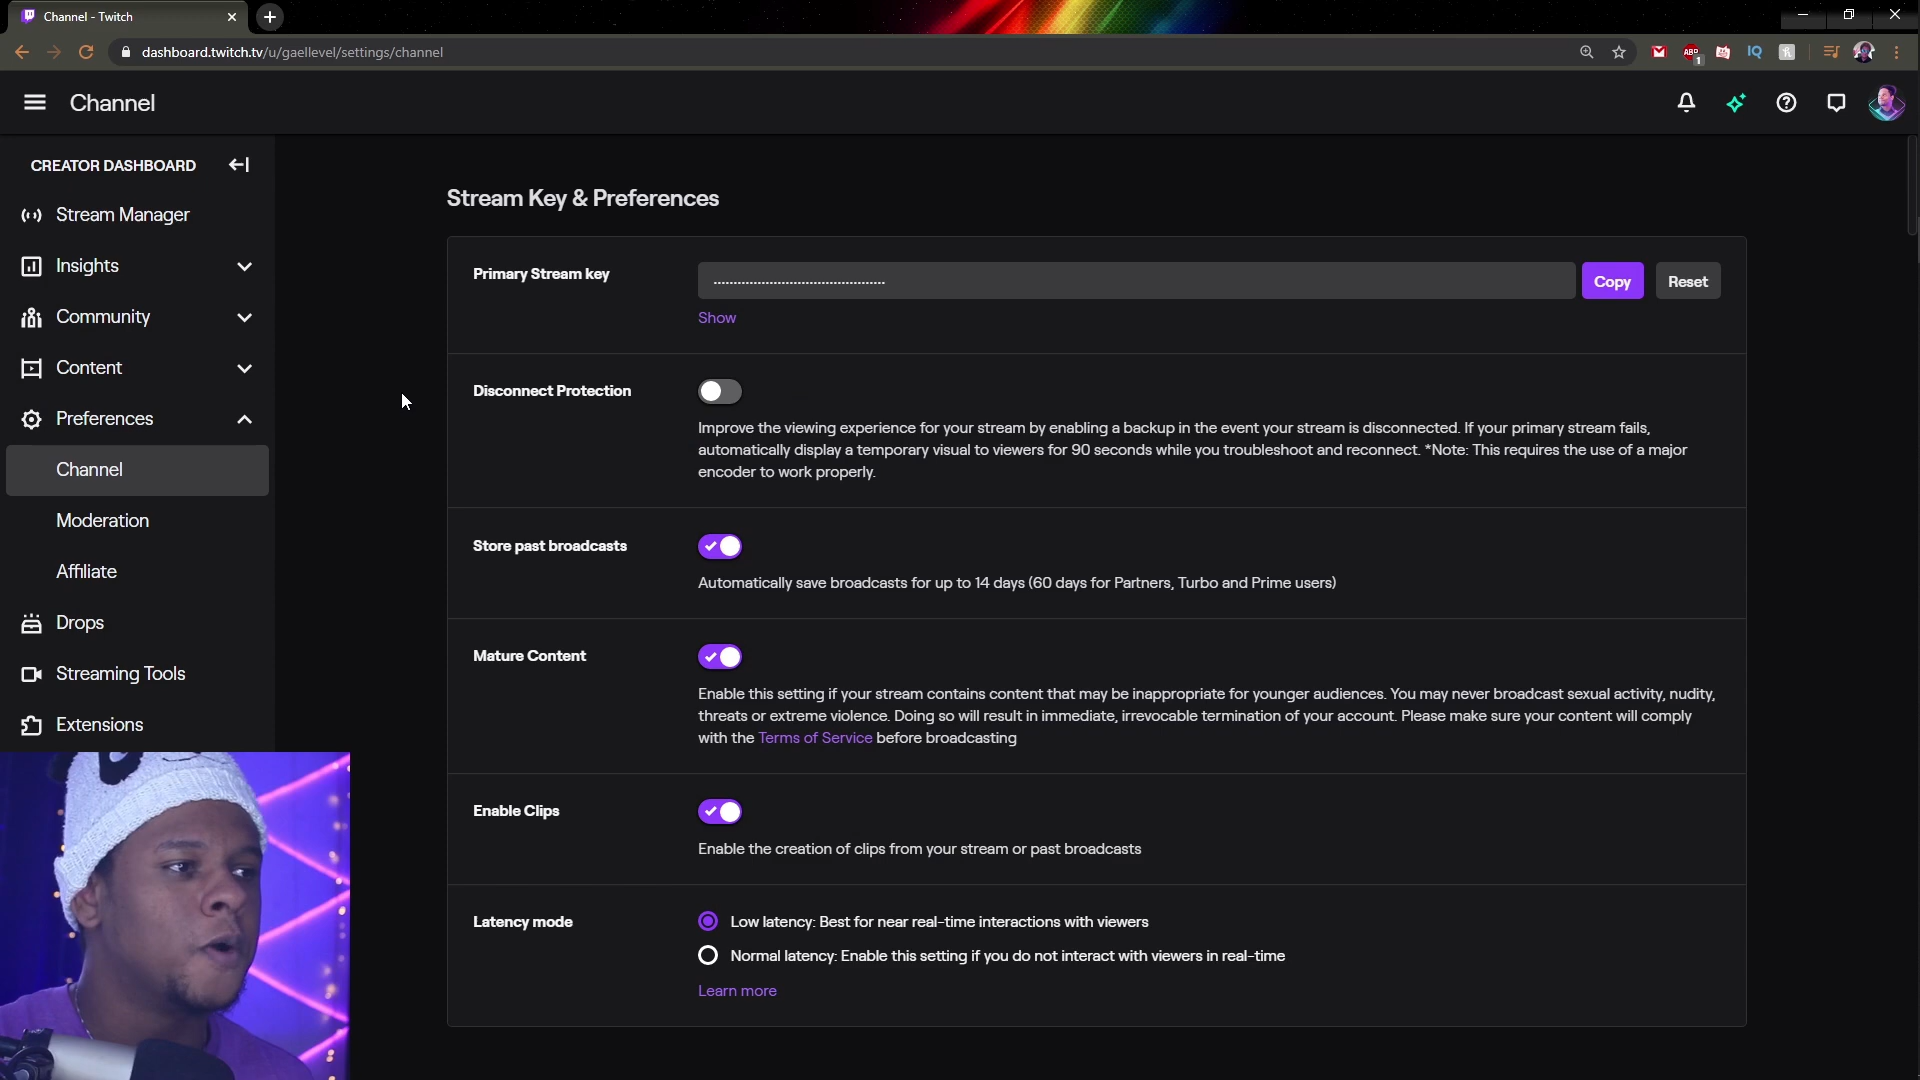 Channel - Twitch
dashboard.twitch.tv/u/gaellevel/settings/channel
ABP
1
IQ
Channel
CREATOR DASHBOARD
Stream Manager
Insights
Community
Content
Preferences
Channel
Moderation
Affiliate
Drops
Streaming Tools
Extensions
Stream Key & Preferences
Primary Stream key
Copy
Reset
Show
Disconnect Protection
Improve the viewing experience for your stream by enabling a backup in the event your stream is disconnected. If your primary stream fails,
automatically display a temporary visual to viewers for 90 seconds while you troubleshoot and reconnect. *Note: This requires the use of a major
encoder to work properly.
Store past broadcasts
Automatically save broadcasts for up to 14 days (60 days for Partners, Turbo and Prime users)
Mature Content
Enable this setting if your stream contains content that may be inappropriate for younger audiences. You may never broadcast sexual activity, nudity,
threats or extreme violence. Doing so will result in immediate, irrevocable termination of your account. Please make sure your content will comply
with the Terms of Service before broadcasting
Enable Clips
Enable the creation of clips from your stream or past broadcasts
Latency mode
Low latency: Best for near real-time interactions with viewers
Normal latency: Enable this setting if you do not interact with viewers in real-time
Learn more